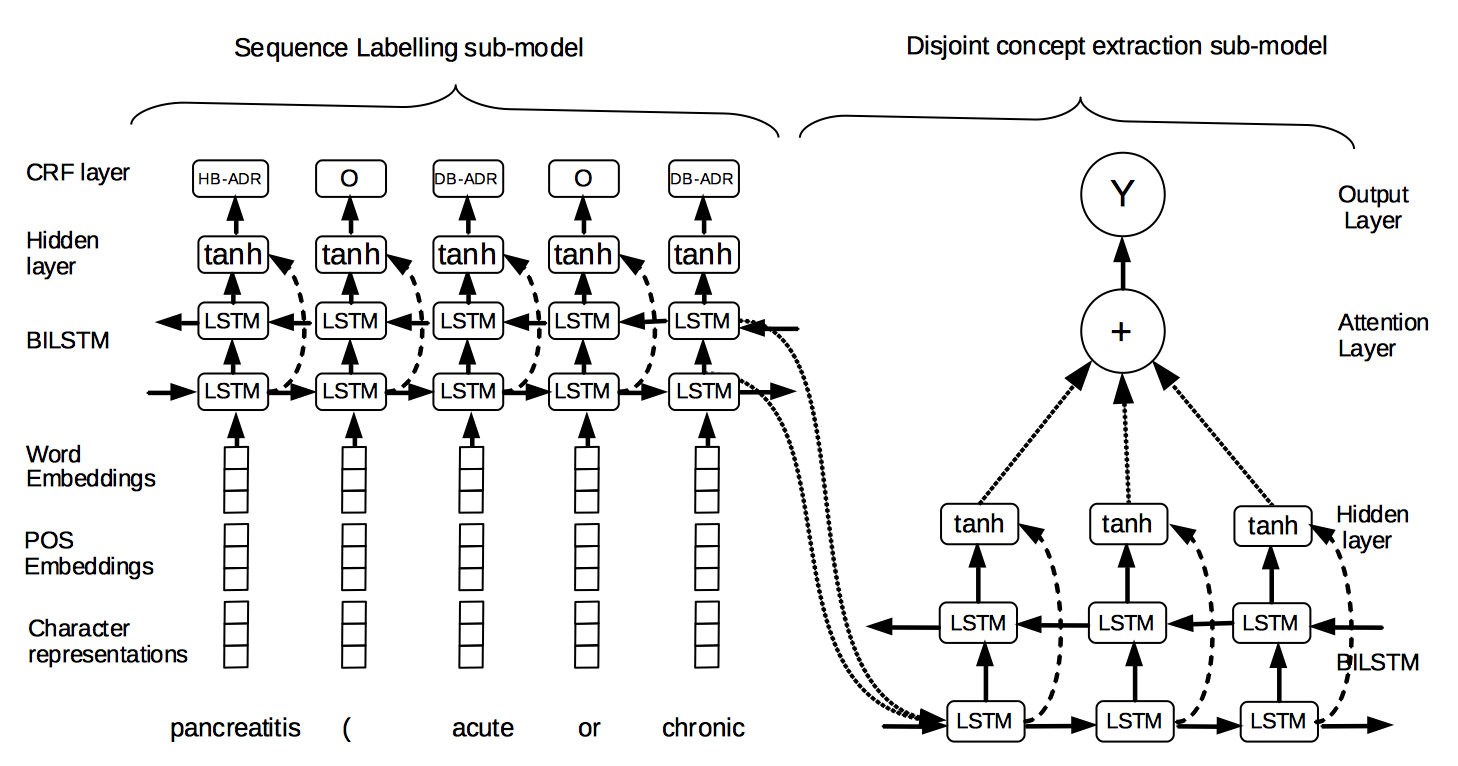 Sequence Labelling sub-model
Disjoint concept extraction sub-model
CRF layer
HB-ADR
O
DB-ADR
O
DB-ADR
Hidden
layer
tanh
tanh
tanh
tanh
tanh
BILSTM
LSTM
LSTM
LSTM
LSTM
LSTM
LSTM
LSTM
LSTM
LSTM
LSTM
Word
Embeddings
POS
Embeddings
Character
representations
pancreatitis ( acute or chronic
Y
Output
Layer
+
Attention
Layer
tanh
tanh
tanh
Hidden
layer
LSTM
LSTM
LSTM
BILSTM
LSTM
LSTM
LSTM